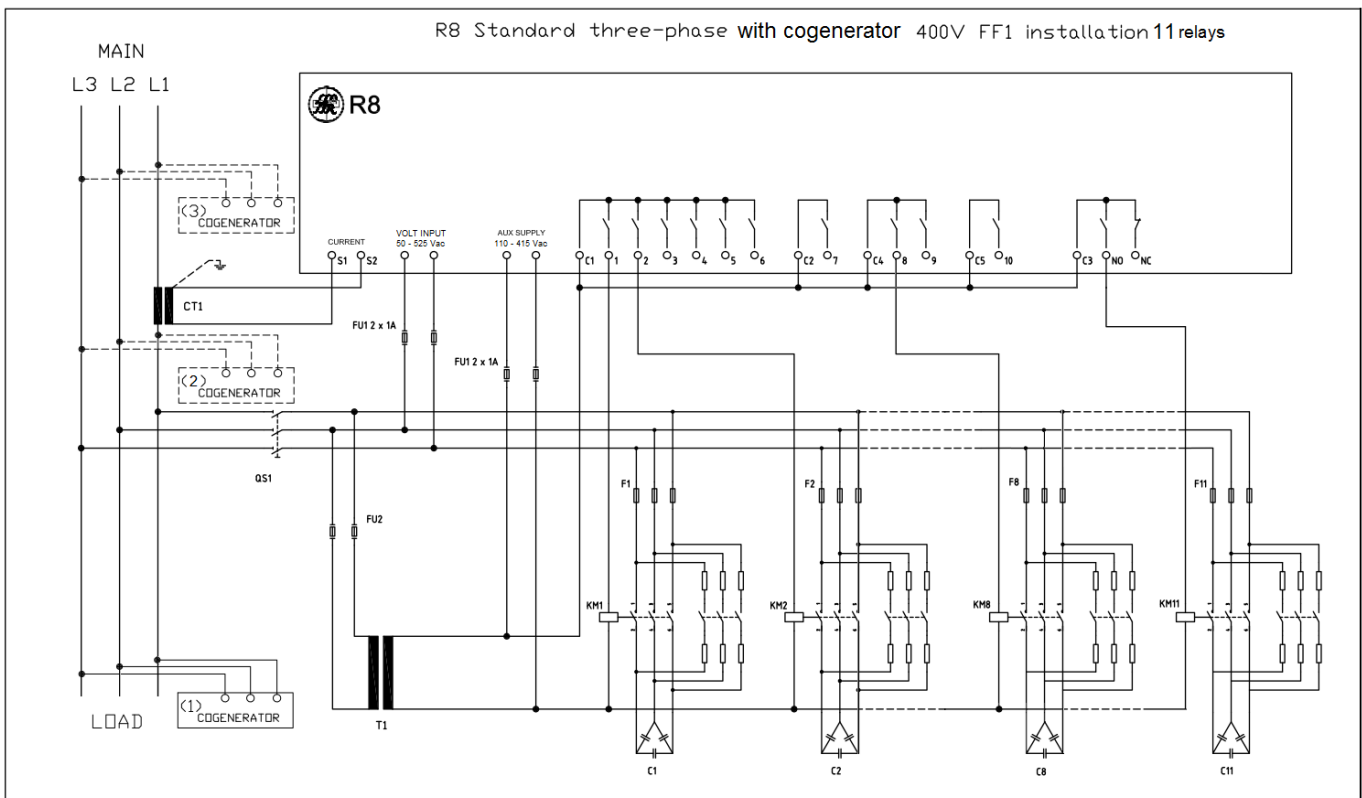 R8 Standard three-phase with cogenerator 400V FF1 installation 11 relays
MAIN
L3 L2 L1
R8
(3)
COGENERATOR
CURRENT
S1 S2
VOLT INPUT
50 - 525 Vac
AUX SUPPLY
110 - 415 Vac
C1 1 2 3 4 5 6 C2 7 C4 8 9 C5 10 C3 NO NC
CT1
FU1 2 x 1A
FU1 2 x 1A
(2)
COGENERATOR
QS1
FU2
F1 F2 F8 F11
KM1 KM2 KM8 KM11
(1)
COGENERATOR
LOAD
T1
C1 C2 C8 C11